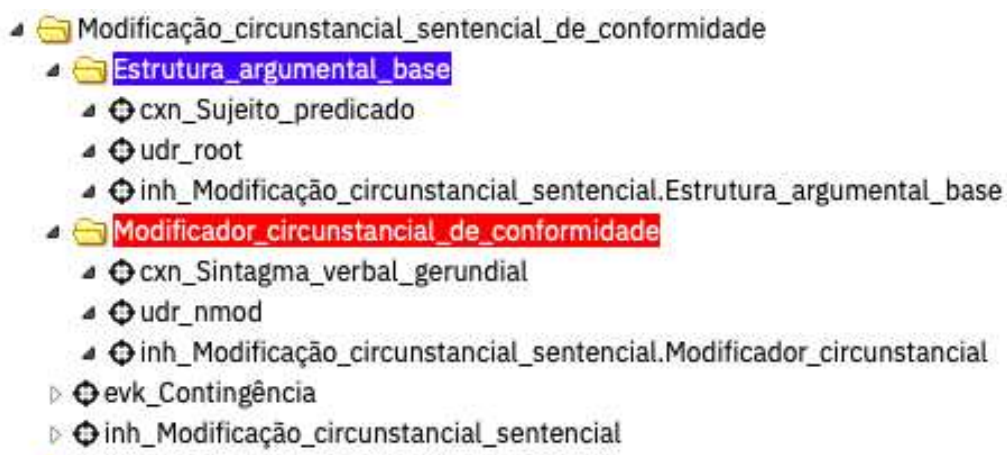 Modificação_circunstancial_sentencial_de_conformidade
Estrutura_argumental_base
cxn_Sujeito_predicado
udr_root
inh_Modificação_circunstancial_sentencial.Estrutura_argumental_base
Modificador_circunstancial_de_conformidade
cxn_Sintagma_verbal_gerundial
udr_nmod
inh_Modificação_circunstancial_sentencial.Modificador_circunstancial
evk_Contingência
inh_Modificação_circunstancial_sentencial